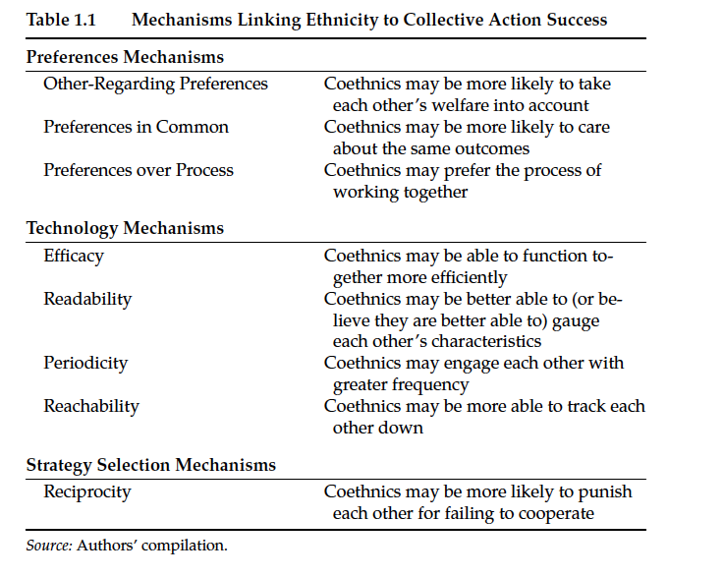 Table 1.1 Mechanisms Linking Ethnicity to Collective Action Success
Preferences Mechanisms
Other-Regarding Preferences Coethnics may be more likely to take
each other's welfare into account
Preferences in Common Coethnics may be more likely to care
about the same outcomes
Preferences over Process Coethnics may prefer the process of
working together
Technology Mechanisms
Efficacy Coethnics may be able to function to-
gether more efficiently
Readability Coethnics may be better able to (or be-
lieve they are better able to) gauge
each other's characteristics
Periodicity Coethnics may engage each other with
greater frequency
Reachability Coethnics may be more able to track each
other down
Strategy Selection Mechanisms
Reciprocity Coethnics may be more likely to punish
each other for failing to cooperate
Source: Authors' compilation.